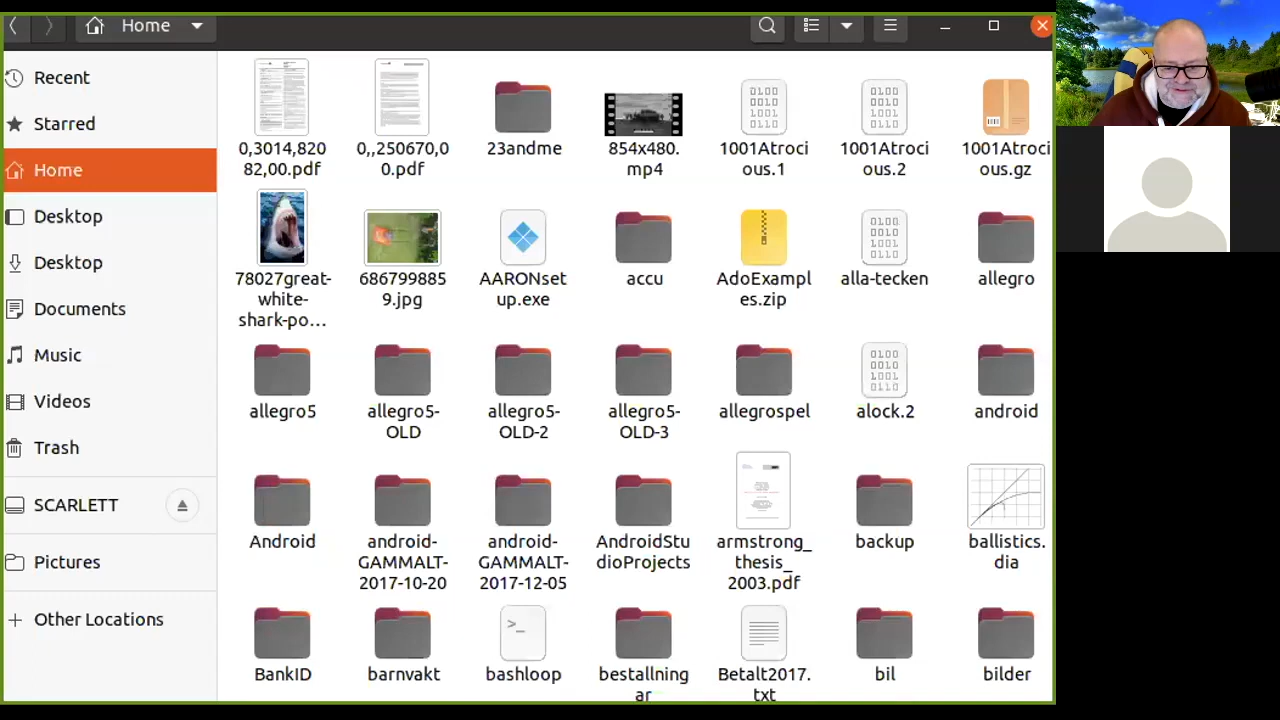 Home
Recent
Starred
Home
Desktop
Desktop
Documents
Music
Videos
Trash
SCARLETT
Pictures
Other Locations
0,3014,820
82,00.pdf
0,,250670,0
0.pdf
23andme
854x480.
mp4
1001Atroci
ous.1
1001Atroci
ous.2
1001Atroci
ous.gz
78027great-
white-
shark-po…
686799885
9.jpg
AARONset
up.exe
accu
AdoExampl
es.zip
alla-tecken
allegro
allegro5
allegro5-
OLD
allegro5-
OLD-2
allegro5-
OLD-3
allegrospel
alock.2
android
Android
android-
GAMMALT-
2017-10-20
android-
GAMMALT-
2017-12-05
AndroidStu
dioProjects
armstrong_
thesis_
2003.pdf
backup
ballistics.
dia
BankID
barnvakt
bashloop
bestallning
ar
Betalt2017.
txt
bil
bilder